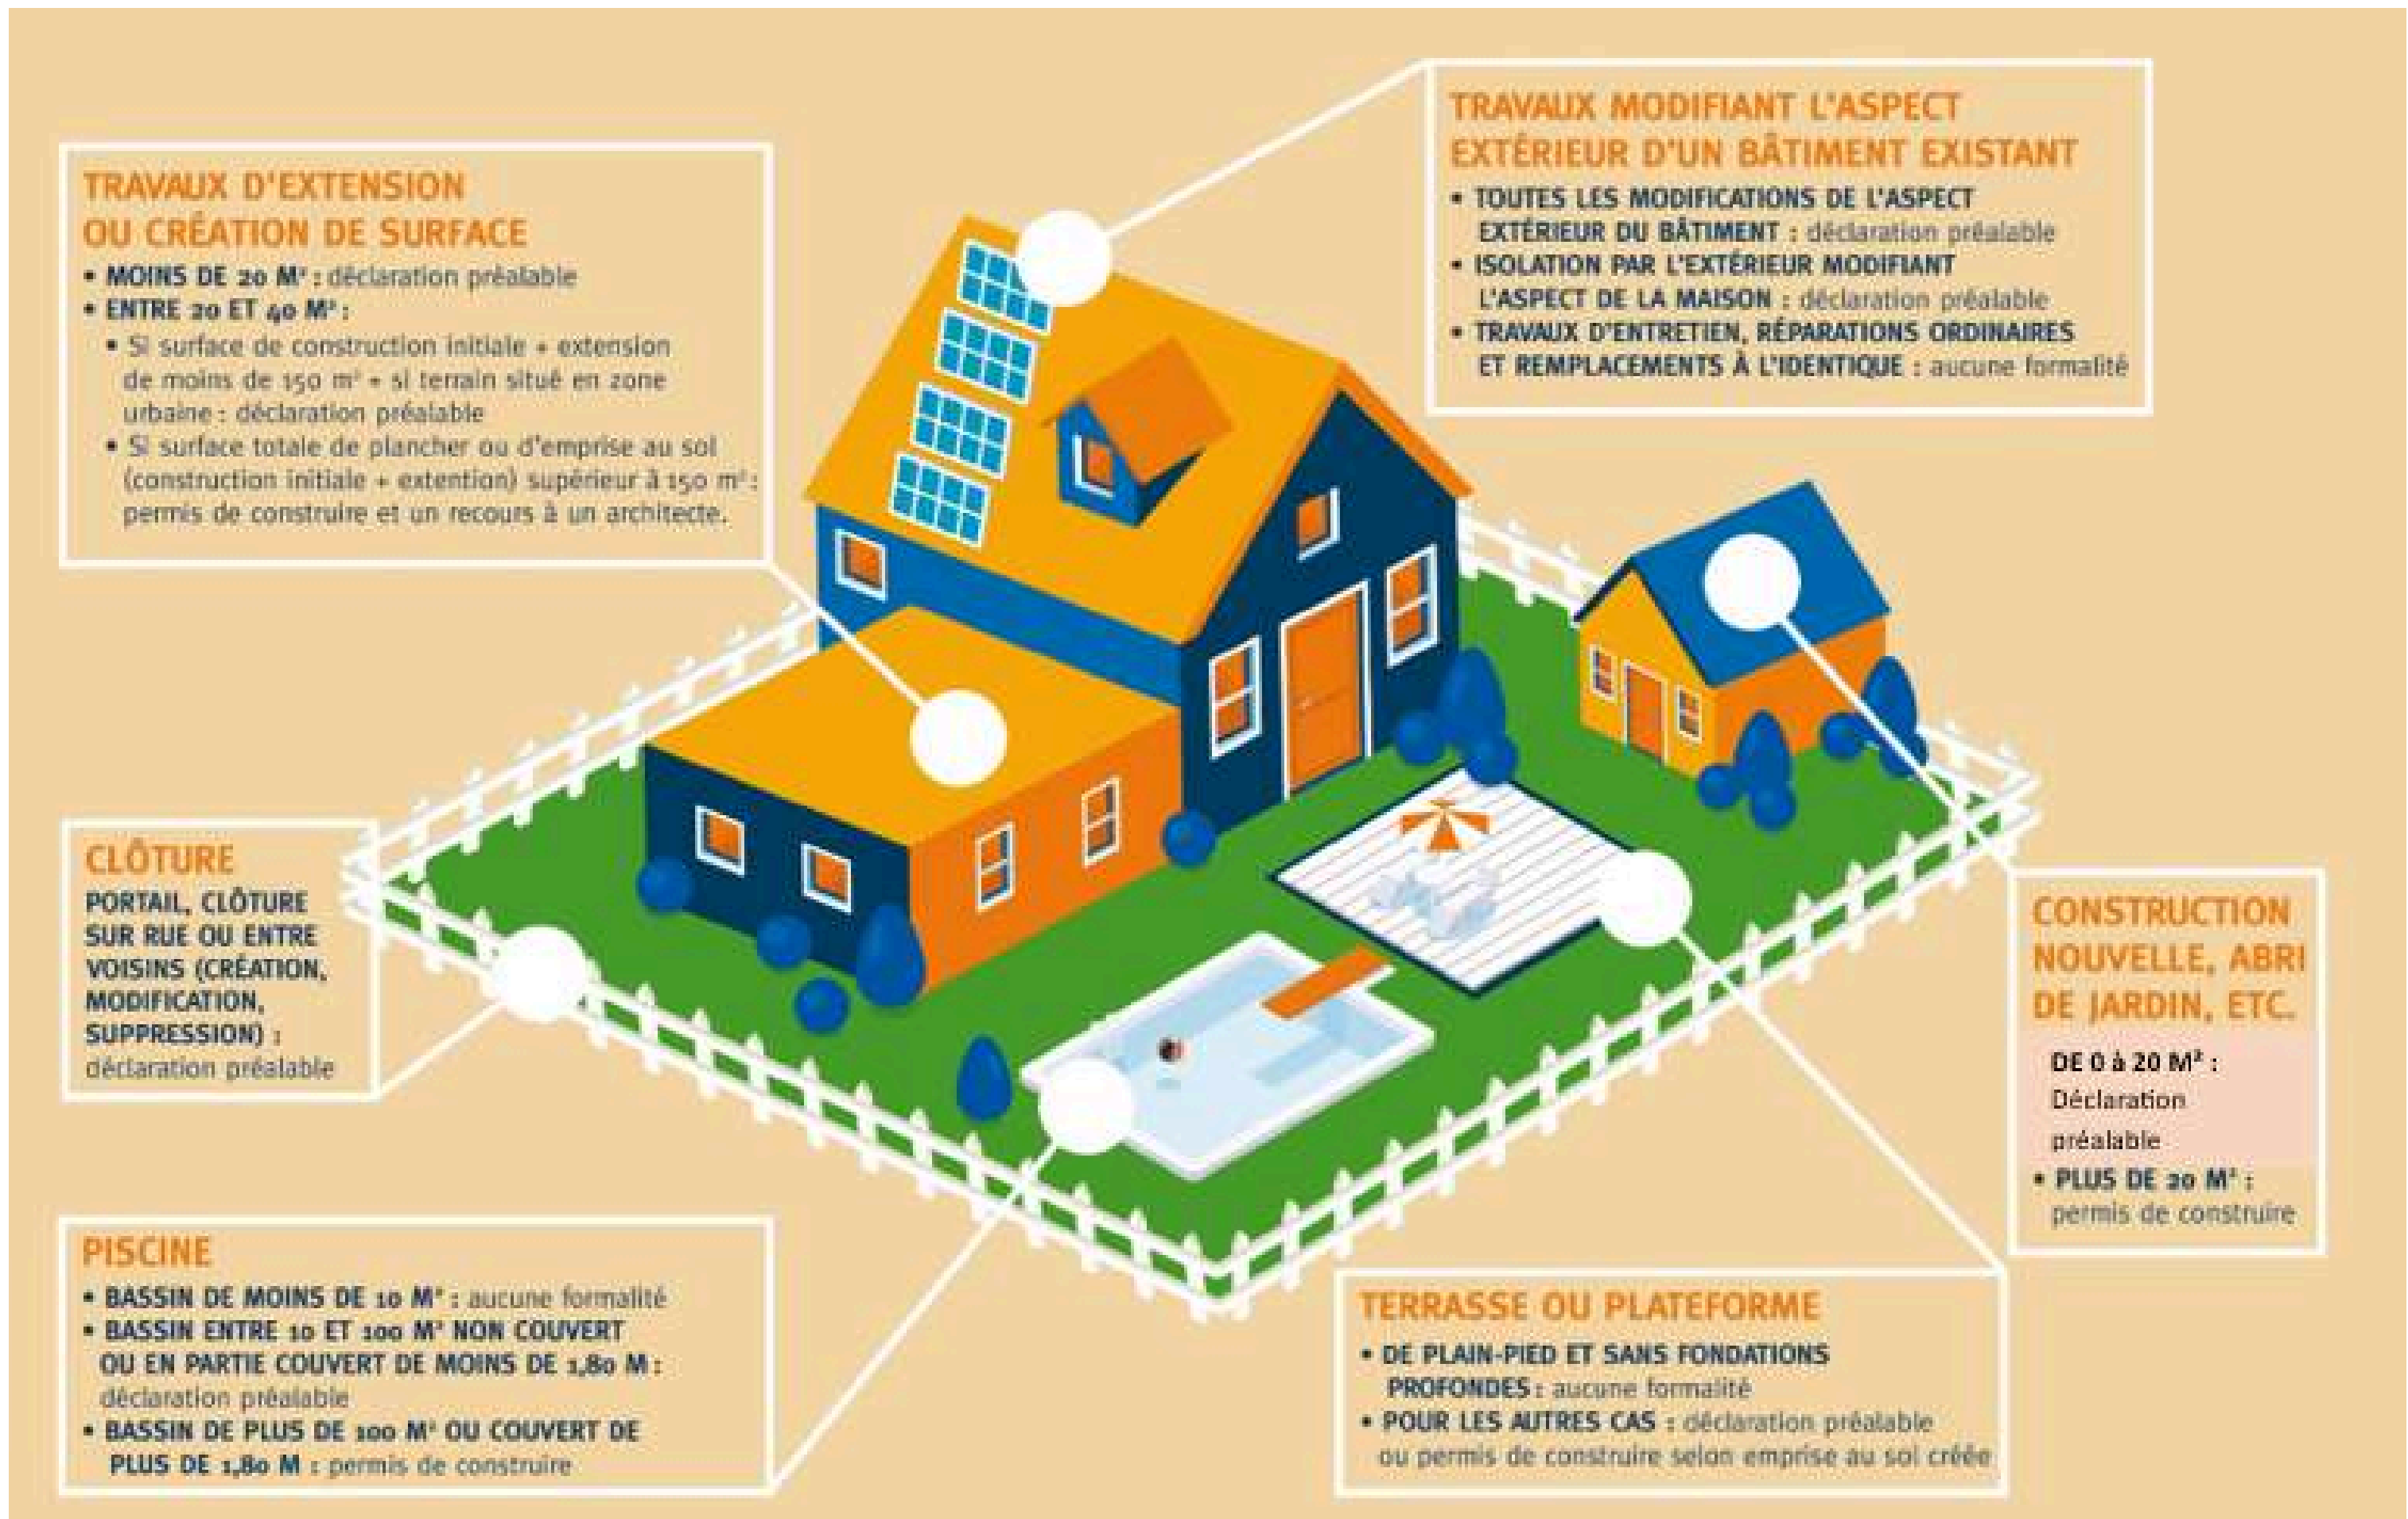 TRAVAUX D'EXTENSION
OU CRÉATION DE SURFACE
• MOINS DE 20 M² : déclaration préalable
• ENTRE 20 ET 40 M² :
• Si surface de construction initiale + extension
de moins de 150 m² + si terrain situé en zone
urbaine : déclaration préalable
• Si surface totale de plancher ou d'emprise au sol
(construction initiale + extention) supérieur à 150 m² :
permis de construire et un recours à un architecte.
TRAVAUX MODIFIANT L'ASPECT
EXTÉRIEUR D'UN BÂTIMENT EXISTANT
• TOUTES LES MODIFICATIONS DE L'ASPECT
EXTÉRIEUR DU BÂTIMENT : déclaration préalable
• ISOLATION PAR L'EXTÉRIEUR MODIFIANT
L'ASPECT DE LA MAISON : déclaration préalable
• TRAVAUX D'ENTRETIEN, RÉPARATIONS ORDINAIRES
ET REMPLACEMENTS À L'IDENTIQUE : aucune formalité
CLÔTURE
PORTAIL, CLÔTURE
SUR RUE OU ENTRE
VOISINS (CRÉATION,
MODIFICATION,
SUPPRESSION) :
déclaration préalable
CONSTRUCTION
NOUVELLE, ABRI
DE JARDIN, ETC.
DE 0 à 20 M² :
Déclaration
préalable
• PLUS DE 20 M² :
permis de construire
PISCINE
• BASSIN DE MOINS DE 10 M² : aucune formalité
• BASSIN ENTRE 10 ET 100 M² NON COUVERT
OU EN PARTIE COUVERT DE MOINS DE 1,80 M :
déclaration préalable
• BASSIN DE PLUS DE 100 M² OU COUVERT DE
PLUS DE 1,80 M : permis de construire
TERRASSE OU PLATEFORME
• DE PLAIN-PIED ET SANS FONDATIONS
PROFONDES : aucune formalité
• POUR LES AUTRES CAS : déclaration préalable
ou permis de construire selon emprise au sol créée